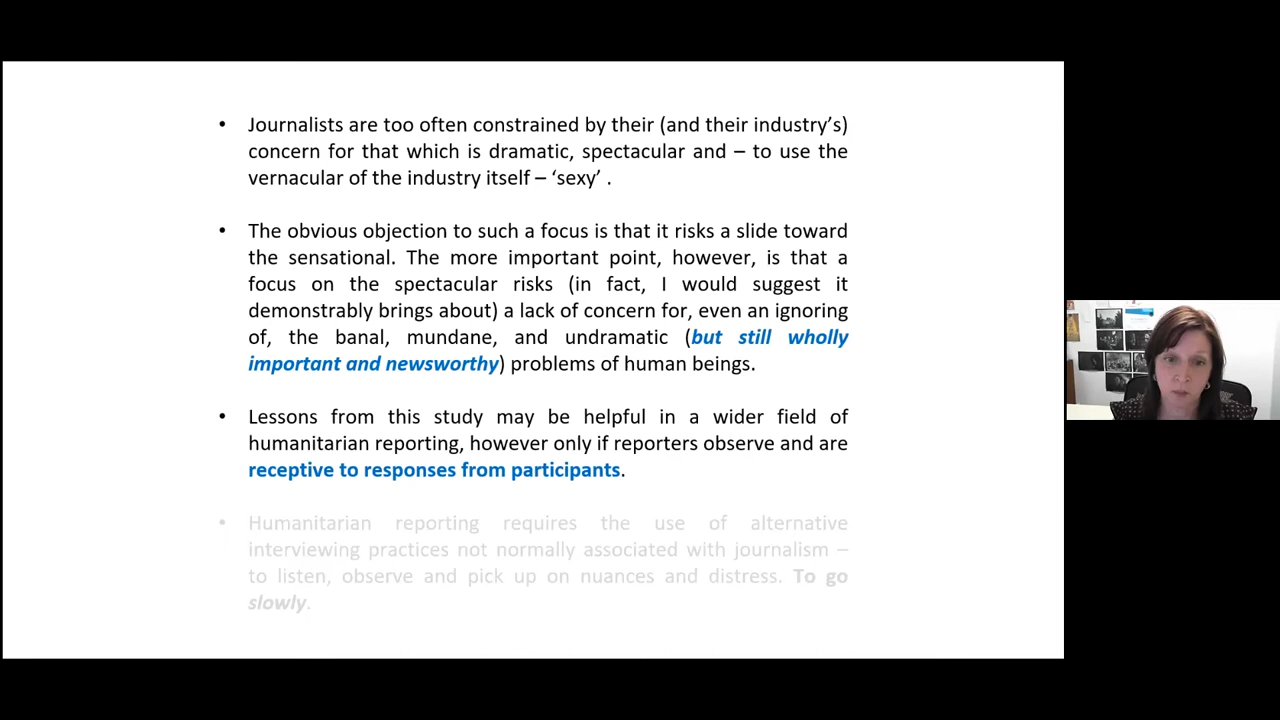 • Journalists are too often constrained by their (and their industry’s)
concern for that which is dramatic, spectacular and – to use the
vernacular of the industry itself – ‘sexy’ .
• The obvious objection to such a focus is that it risks a slide toward
the sensational. The more important point, however, is that a
focus on the spectacular risks (in fact, I would suggest it
demonstrably brings about) a lack of concern for, even an ignoring
of, the banal, mundane, and undramatic (but still wholly
important and newsworthy) problems of human beings.
• Lessons from this study may be helpful in a wider field of
humanitarian reporting, however only if reporters observe and are
receptive to responses from participants.
• Humanitarian reporting requires the use of alternative
interviewing practices not normally associated with journalism –
to listen, observe and pick up on nuances and distress. To go
slowly.